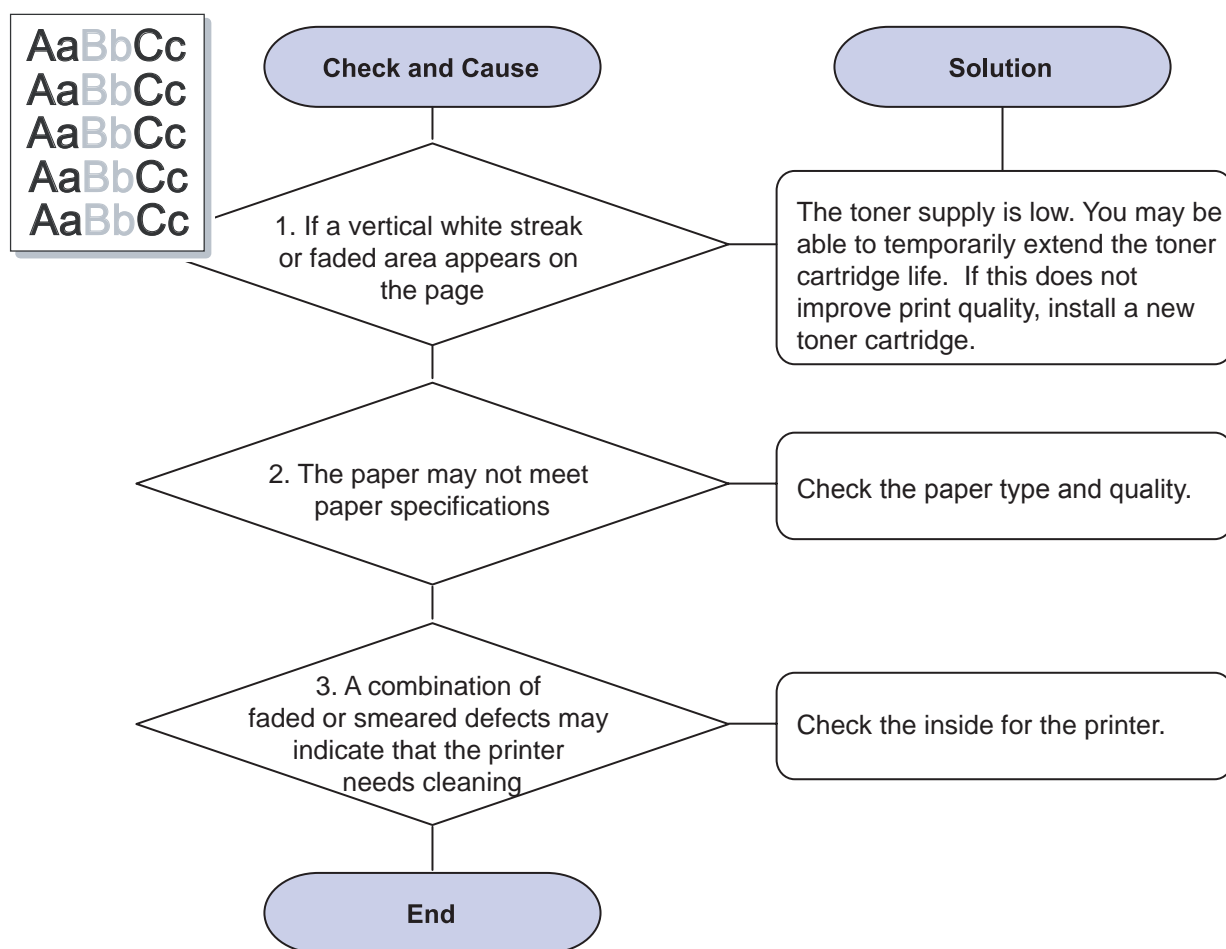 AaBbCc
AaBbCc
AaBbCc
AaBbCc
AaBbCc
Check and Cause
Solution
1. If a vertical white streak
or faded area appears on
the page
The toner supply is low. You may be
able to temporarily extend the toner
cartridge life.  If this does not
improve print quality, install a new
toner cartridge.
2. The paper may not meet
paper specifications
Check the paper type and quality.
3. A combination of
faded or smeared defects may
indicate that the printer
needs cleaning
Check the inside for the printer.
End